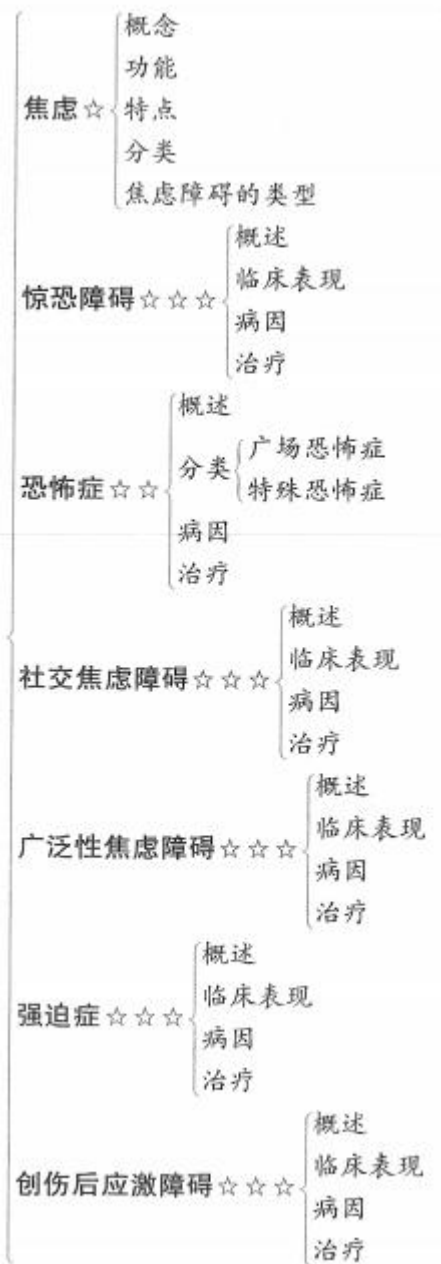 焦虑☆
概念
功能
特点
分类
焦虑障碍的类型
惊恐障碍☆☆☆
概述
临床表现
病因
治疗
恐怖症☆☆
概述
分类
广场恐怖症
特殊恐怖症
病因
治疗
社交焦虑障碍☆☆☆
概述
临床表现
病因
治疗
广泛性焦虑障碍☆☆☆
概述
临床表现
病因
治疗
强迫症☆☆☆
概述
临床表现
病因
治疗
创伤后应激障碍☆☆☆
概述
临床表现
病因
治疗